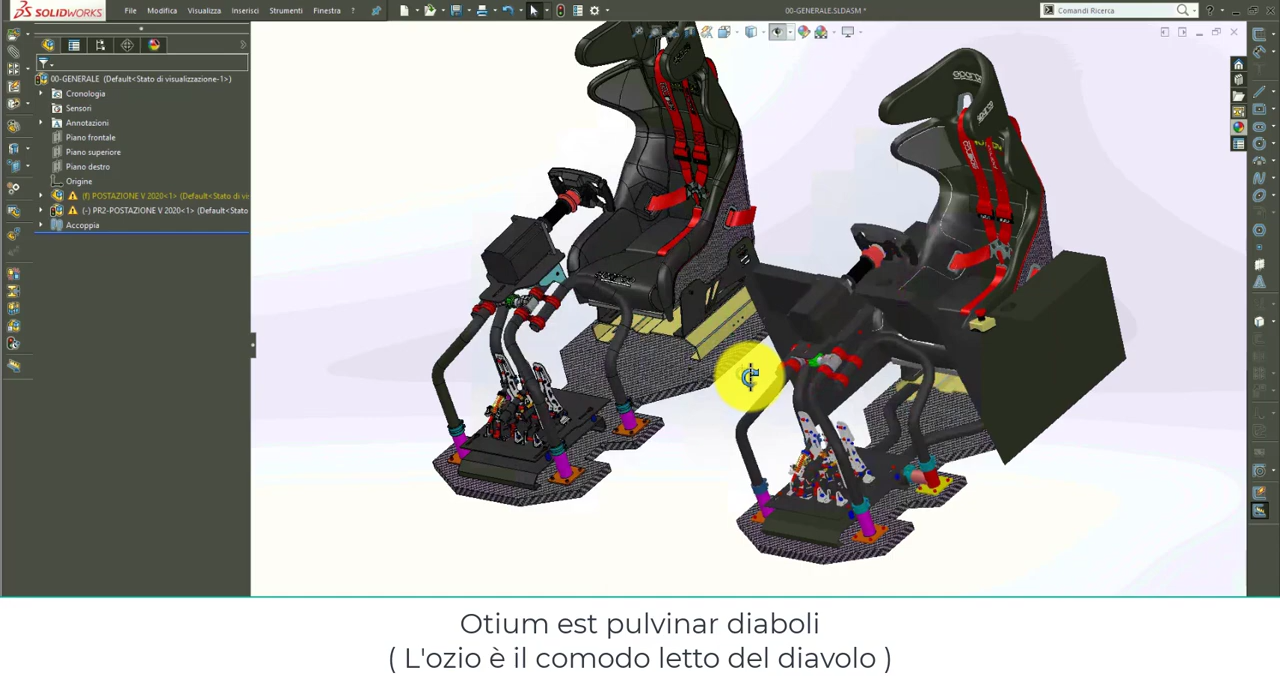 SOLIDWORKS
File Modifica Visualizza Inserisci Strumenti Finestra ?
00-GENERALE.SLDASM *
Comandi Ricerca
00-GENERALE (Default<Stato di visualizzazione-1>)
Cronologia
Sensori
Annotazioni
Piano frontale
Piano superiore
Piano destro
Origine
(f) POSTAZIONE V 2020<1> (Default<Stato di vi
(-) PR2-POSTAZIONE V 2020<1> (Default<Stato
Accoppia
sparco
Otium est pulvinar diaboli
( L'ozio è il comodo letto del diavolo )